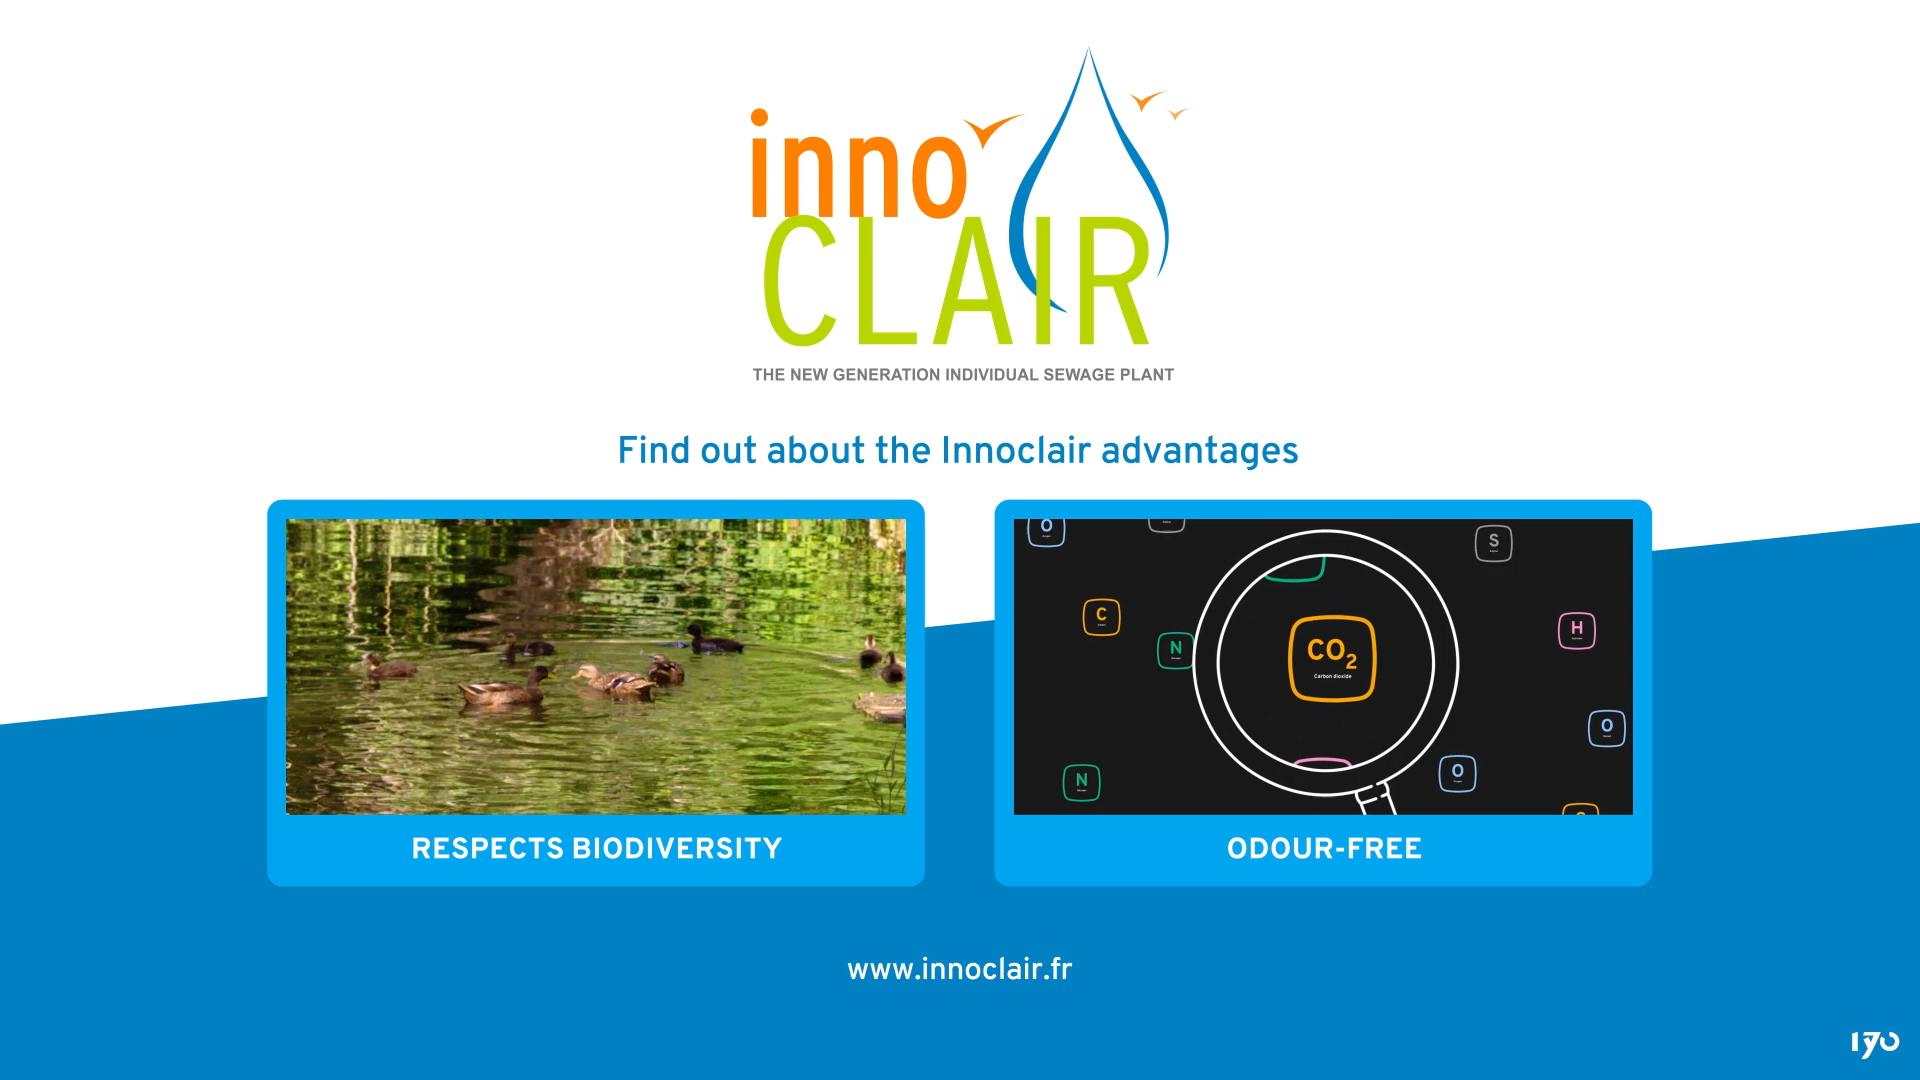 inno
CLAIR
THE NEW GENERATION INDIVIDUAL SEWAGE PLANT
Find out about the Innoclair advantages
O
S
C
N
H
CO2
Carbon dioxide
O
N
O
RESPECTS BIODIVERSITY
ODOUR-FREE
www.innoclair.fr
170